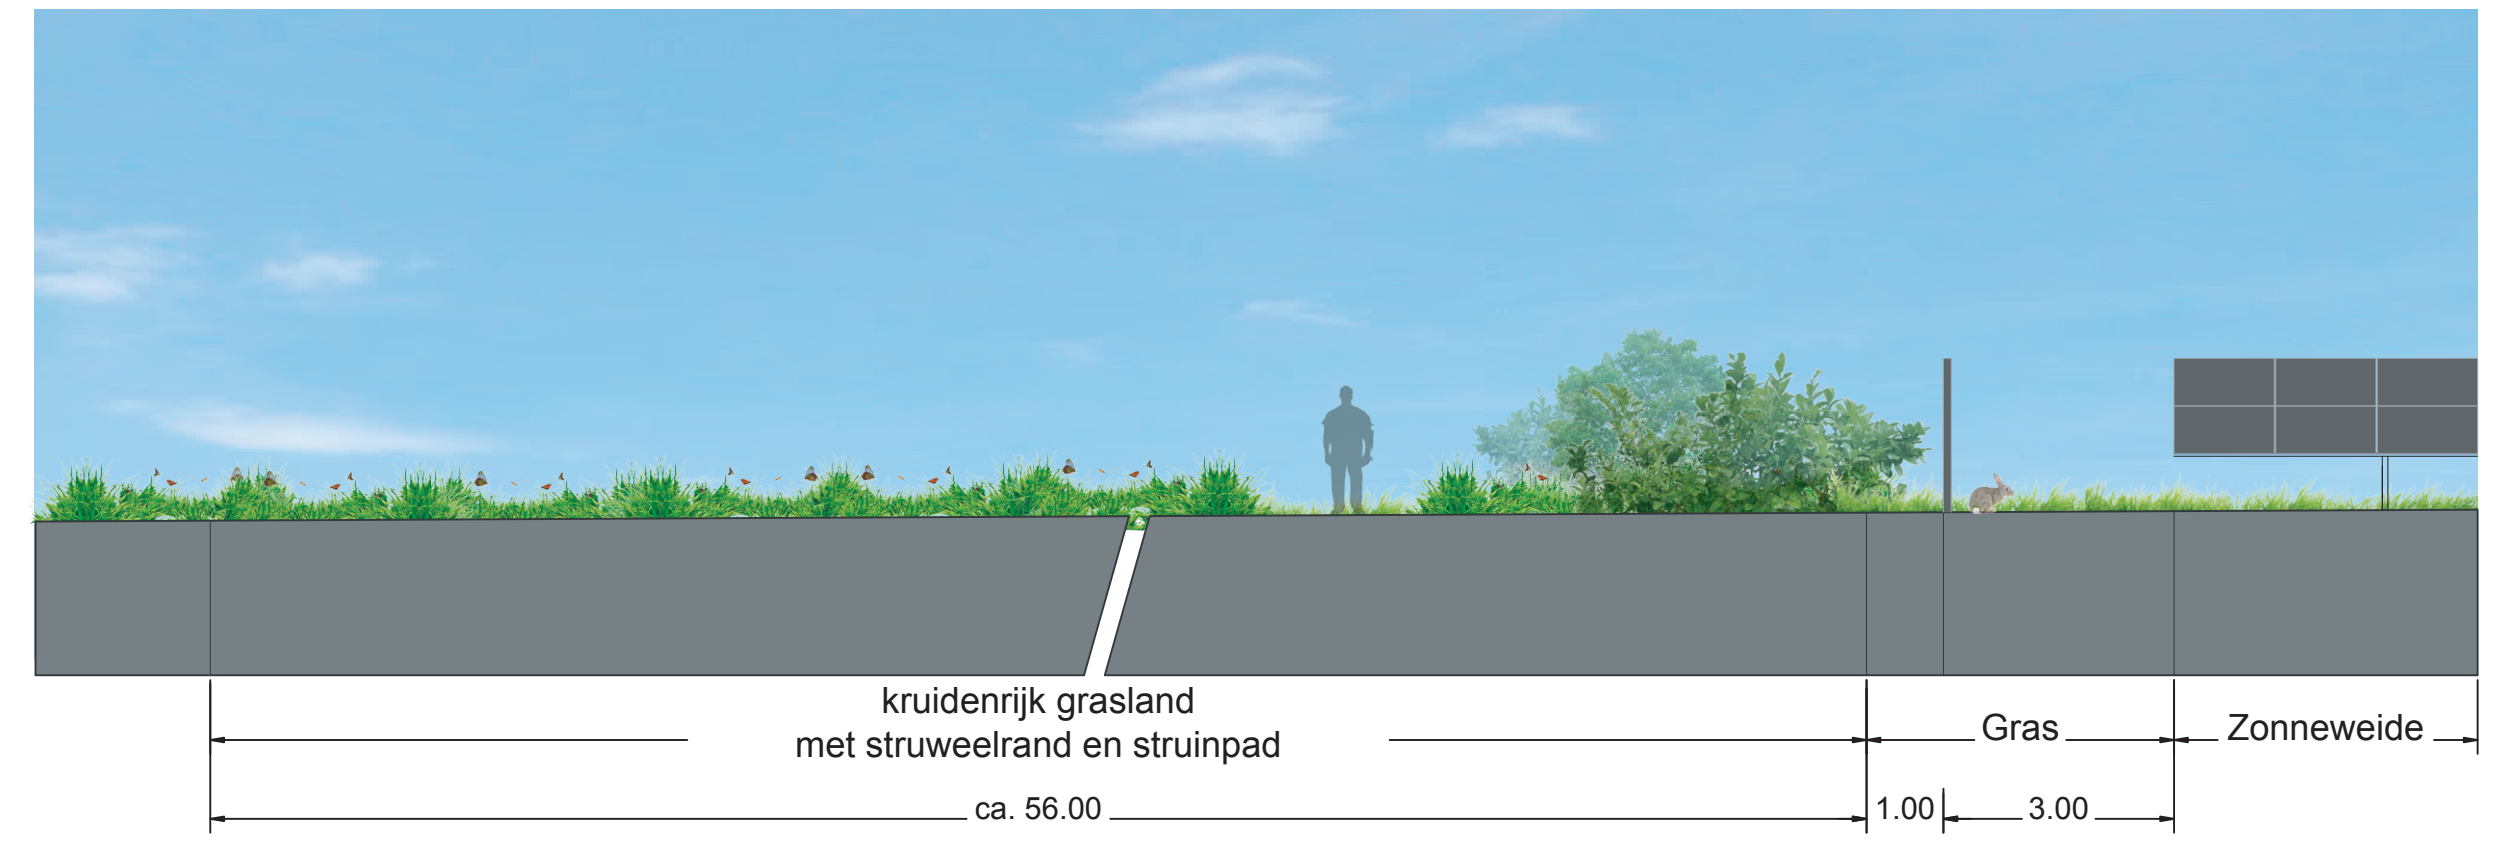 kruidenrijk grasland
met struweelrand en struinpad
Gras
Zonneweide
ca. 56.00
1.00
3.00